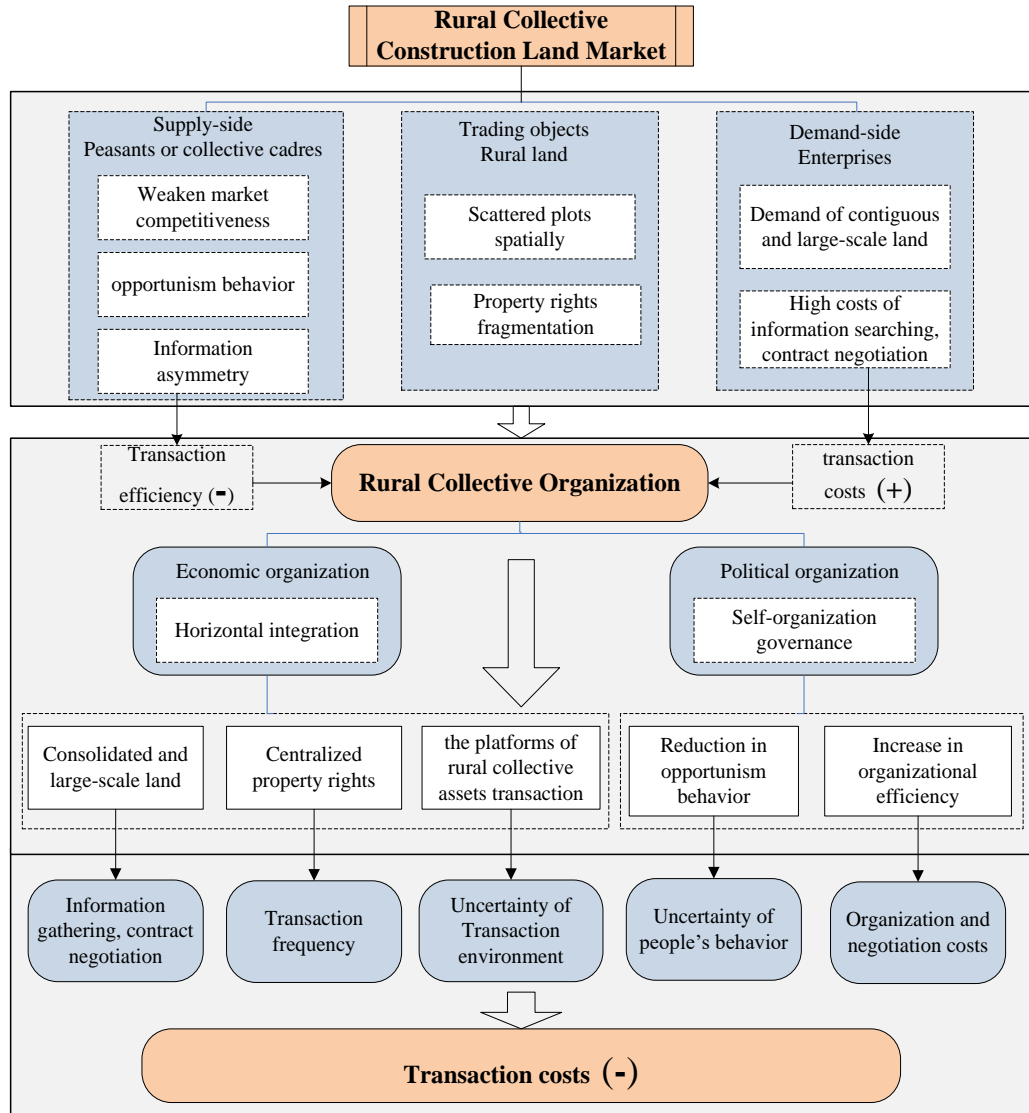 Rural Collective
Construction Land Market
Supply-side
Peasants or collective cadres
Weaken market
competitiveness
opportunism behavior
Information
asymmetry
Trading objects
Rural land
Scattered plots
spatially
Property rights
fragmentation
Demand-side
Enterprises
Demand of contiguous
and large-scale land
High costs of
information searching,
contract negotiation
Transaction
efficiency (-)
Rural Collective Organization
transaction
costs (+)
Economic organization
Horizontal integration
Political organization
Self-organization
governance
Consolidated and
large-scale land
Centralized
property rights
the platforms of
rural collective
assets transaction
Reduction in
opportunism
behavior
Increase in
organizational
efficiency
Information
gathering, contract
negotiation
Transaction
frequency
Uncertainty of
Transaction
environment
Uncertainty of
people’s behavior
Organization and
negotiation costs
Transaction costs (-)